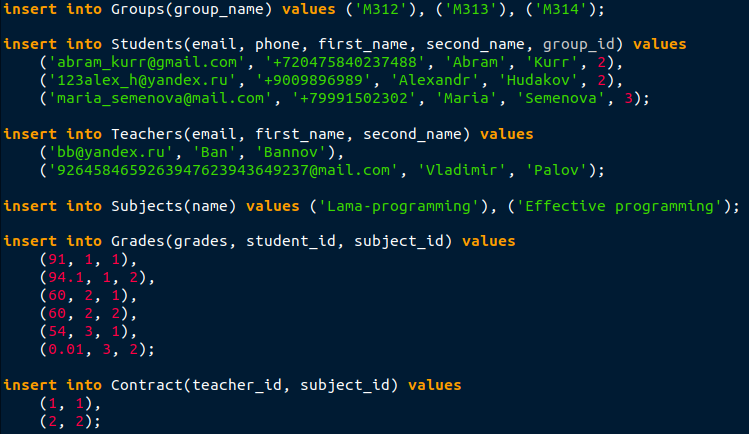 insert into Groups(group_name) values ('M312'), ('M313'), ('M314');
insert into Students(email, phone, first_name, second_name, group_id) values
('abram_kurr@gmail.com', '+720475840237488', 'Abram', 'Kurr', 2),
('123alex_h@yandex.ru', '+9009896989', 'Alexandr', 'Hudakov', 2),
('maria_semenova@mail.com', '+79991502302', 'Maria', 'Semenova', 3);
insert into Teachers(email, first_name, second_name) values
('bb@yandex.ru', 'Ban', 'Bannov'),
('92645846592639476239436492​37@mail.com', 'Vladimir', 'Palov');
insert into Subjects(name) values ('Lama-programming'), ('Effective programming');
insert into Grades(grades, student_id, subject_id) values
(91, 1, 1),
(94.1, 1, 2),
(60, 2, 1),
(60, 2, 2),
(54, 3, 1),
(0.01, 3, 2);
insert into Contract(teacher_id, subject_id) values
(1, 1),
(2, 2);